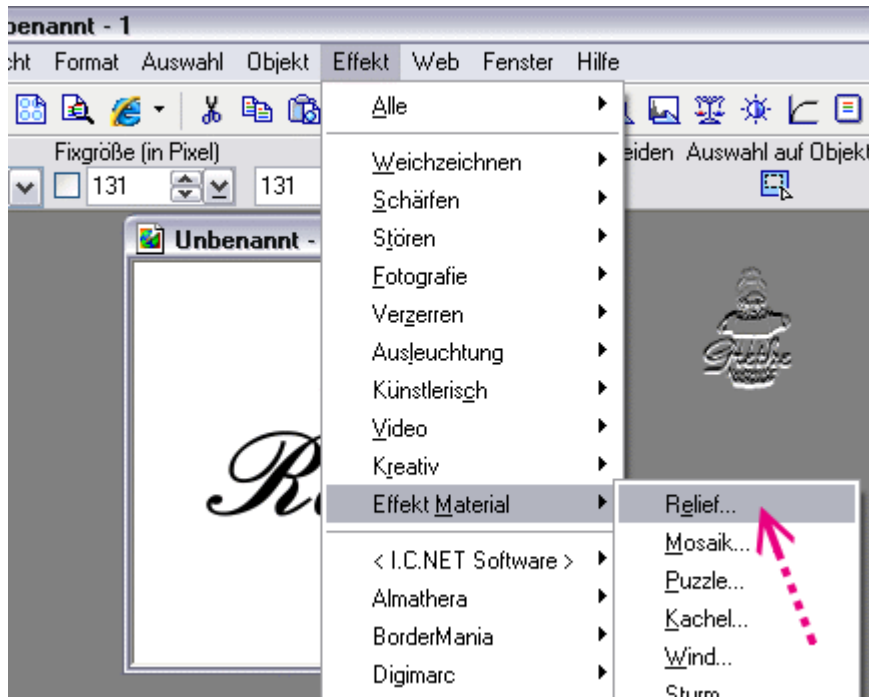 benannt - 1
cht Format Auswahl Objekt Effekt Web Fenster Hilfe
Fixgröße (in Pixel)
eiden Auswahl auf Objekt
131
131
Unbenannt -
Alle
Weichzeichnen
Schärfen
Stören
Fotografie
Verzerren
Ausleuchtung
Künstlerisch
Video
Kreativ
Effekt Material
< I.C.NET Software >
Almathera
BorderMania
Digimarc
Relief...
Mosaik...
Puzzle...
Kachel...
Wind...
Sturm